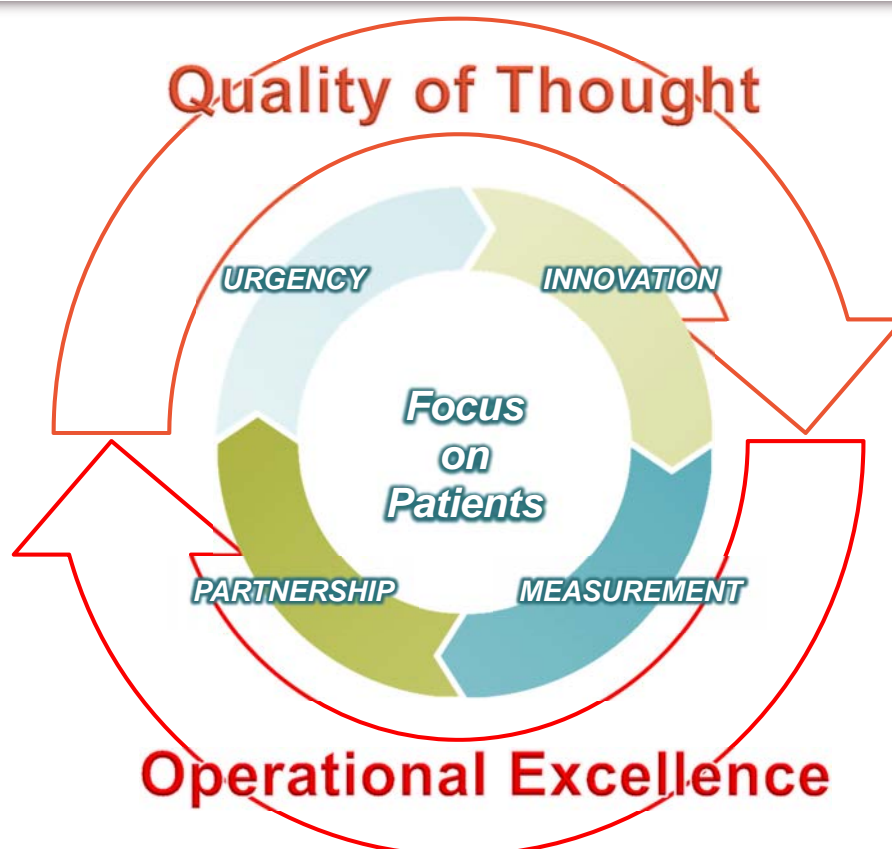 Quality of Thought
URGENCY
INNOVATION
Focus
on
Patients
PARTNERSHIP
MEASUREMENT
Operational Excellence